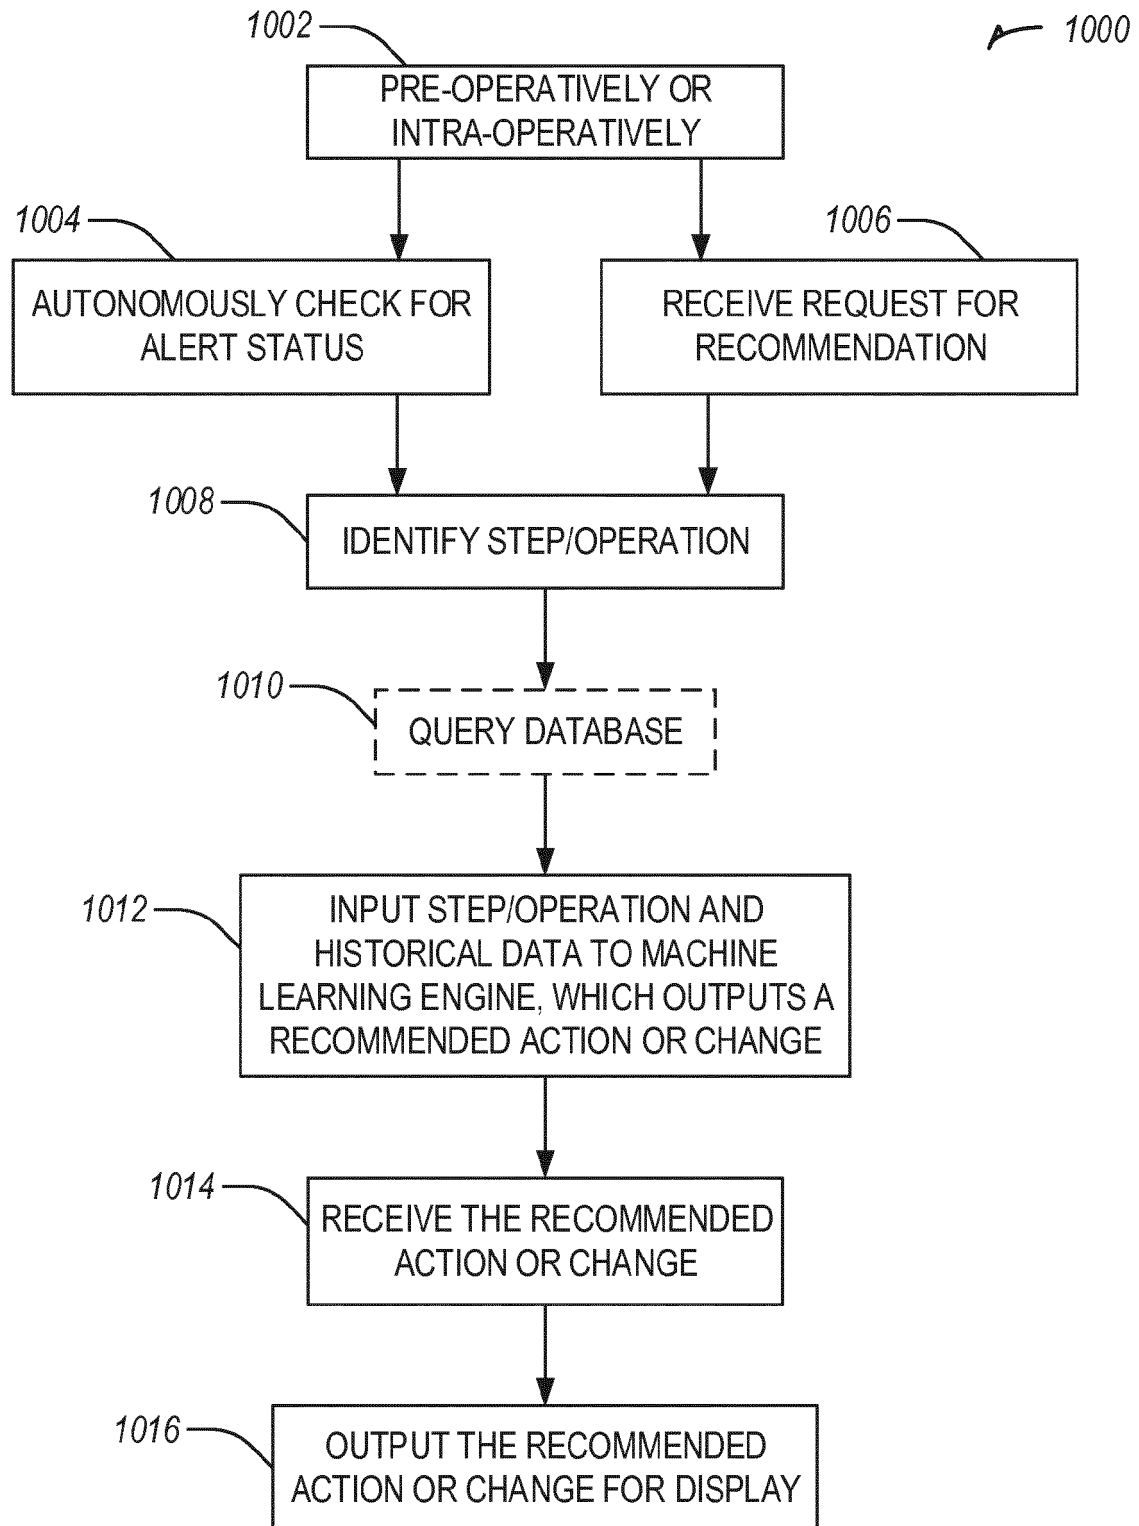 1002
1000
PRE-OPERATIVELY OR
INTRA-OPERATIVELY
1004
1006
AUTONOMOUSLY CHECK FOR
ALERT STATUS
RECEIVE REQUEST FOR
RECOMMENDATION
1008
IDENTIFY STEP/OPERATION
1010
QUERY DATABASE
1012
INPUT STEP/OPERATION AND
HISTORICAL DATA TO MACHINE
LEARNING ENGINE, WHICH OUTPUTS A
RECOMMENDED ACTION OR CHANGE
1014
RECEIVE THE RECOMMENDED
ACTION OR CHANGE
1016
OUTPUT THE RECOMMENDED
ACTION OR CHANGE FOR DISPLAY